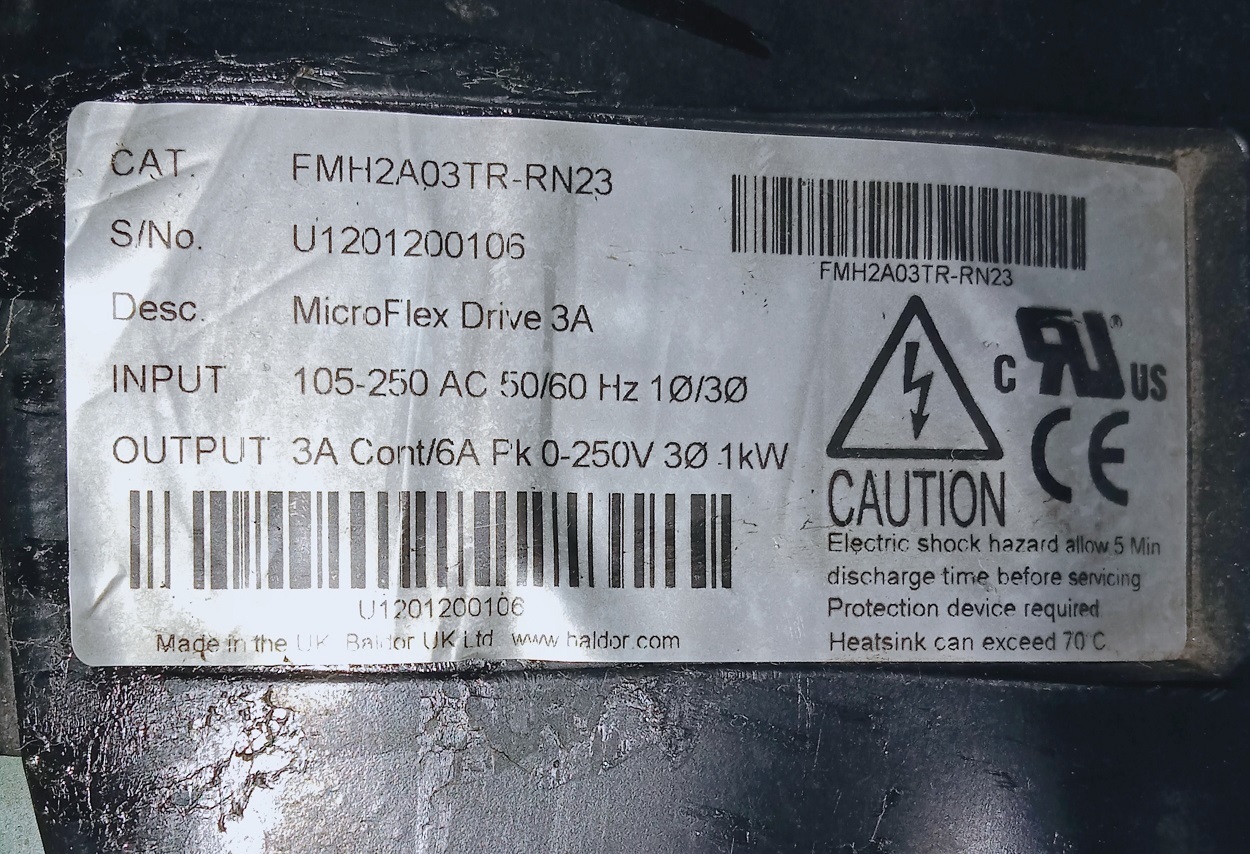 CAT. FMH2A03TR-RN23
S/No. U1201200106
Desc. MicroFlex Drive 3A
INPUT 105-250 AC 50/60 Hz 1Ø/3Ø
OUTPUT 3A Cont/6A Pk 0-250V 3Ø 1kW
U1201200106
Made in the UK Baldor UK Ltd www.baldor.com
FMH2A03TR-RN23
c RU® US
CE
CAUTION
Electric shock hazard allow 5 Min
discharge time before servicing
Protection device required
Heatsink can exceed 70°C